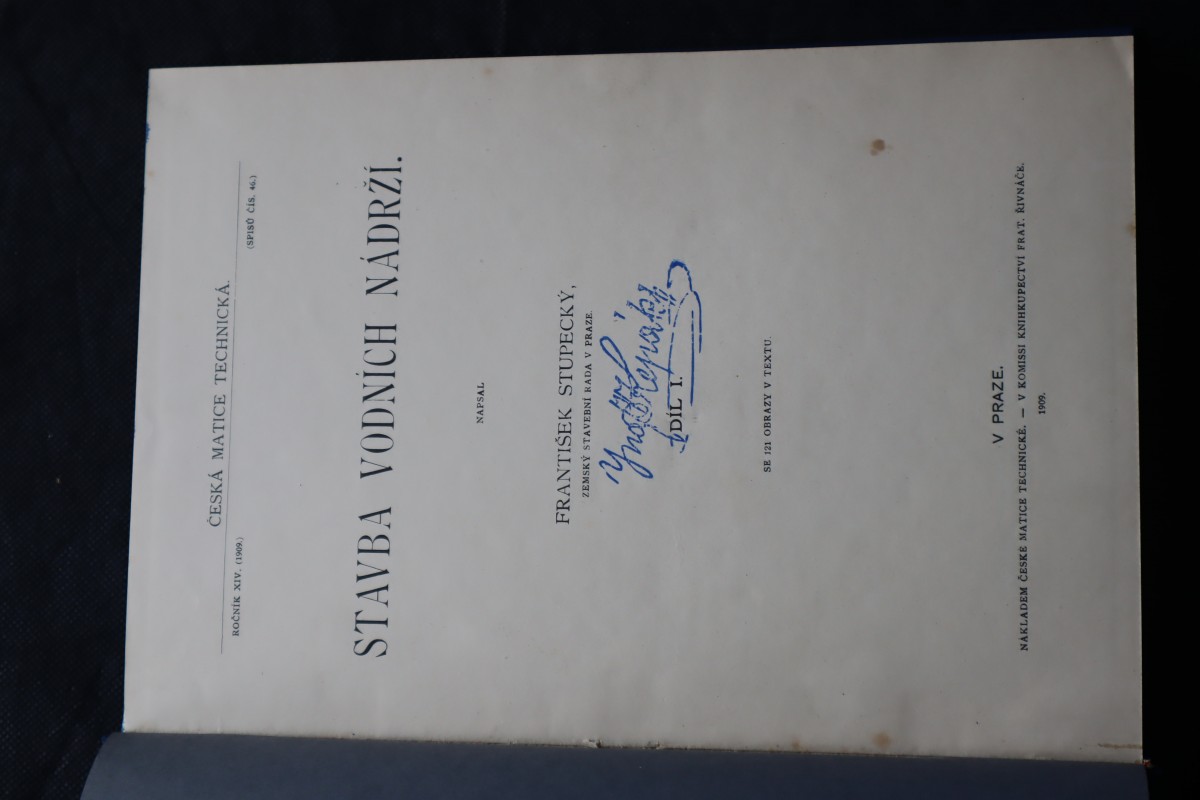 ČESKÁ MATICE TECHNICKÁ.
ROČNÍK XIV. (1909.) (SPISŮ ČÍS. 46.)
STAVBA VODNÍCH NÁDRŽÍ.
NAPSAL
FRANTIŠEK STUPECKÝ,
ZEMSKÝ STAVEBNÍ RADA V PRAZE.
DÍL I.
SE 121 OBRAZY V TEXTU.
V PRAZE.
NÁKLADEM ČESKÉ MATICE TECHNICKÉ. — V KOMISSI KNIHKUPECTVÍ FRAT. ŘIVNÁČE.
1909.